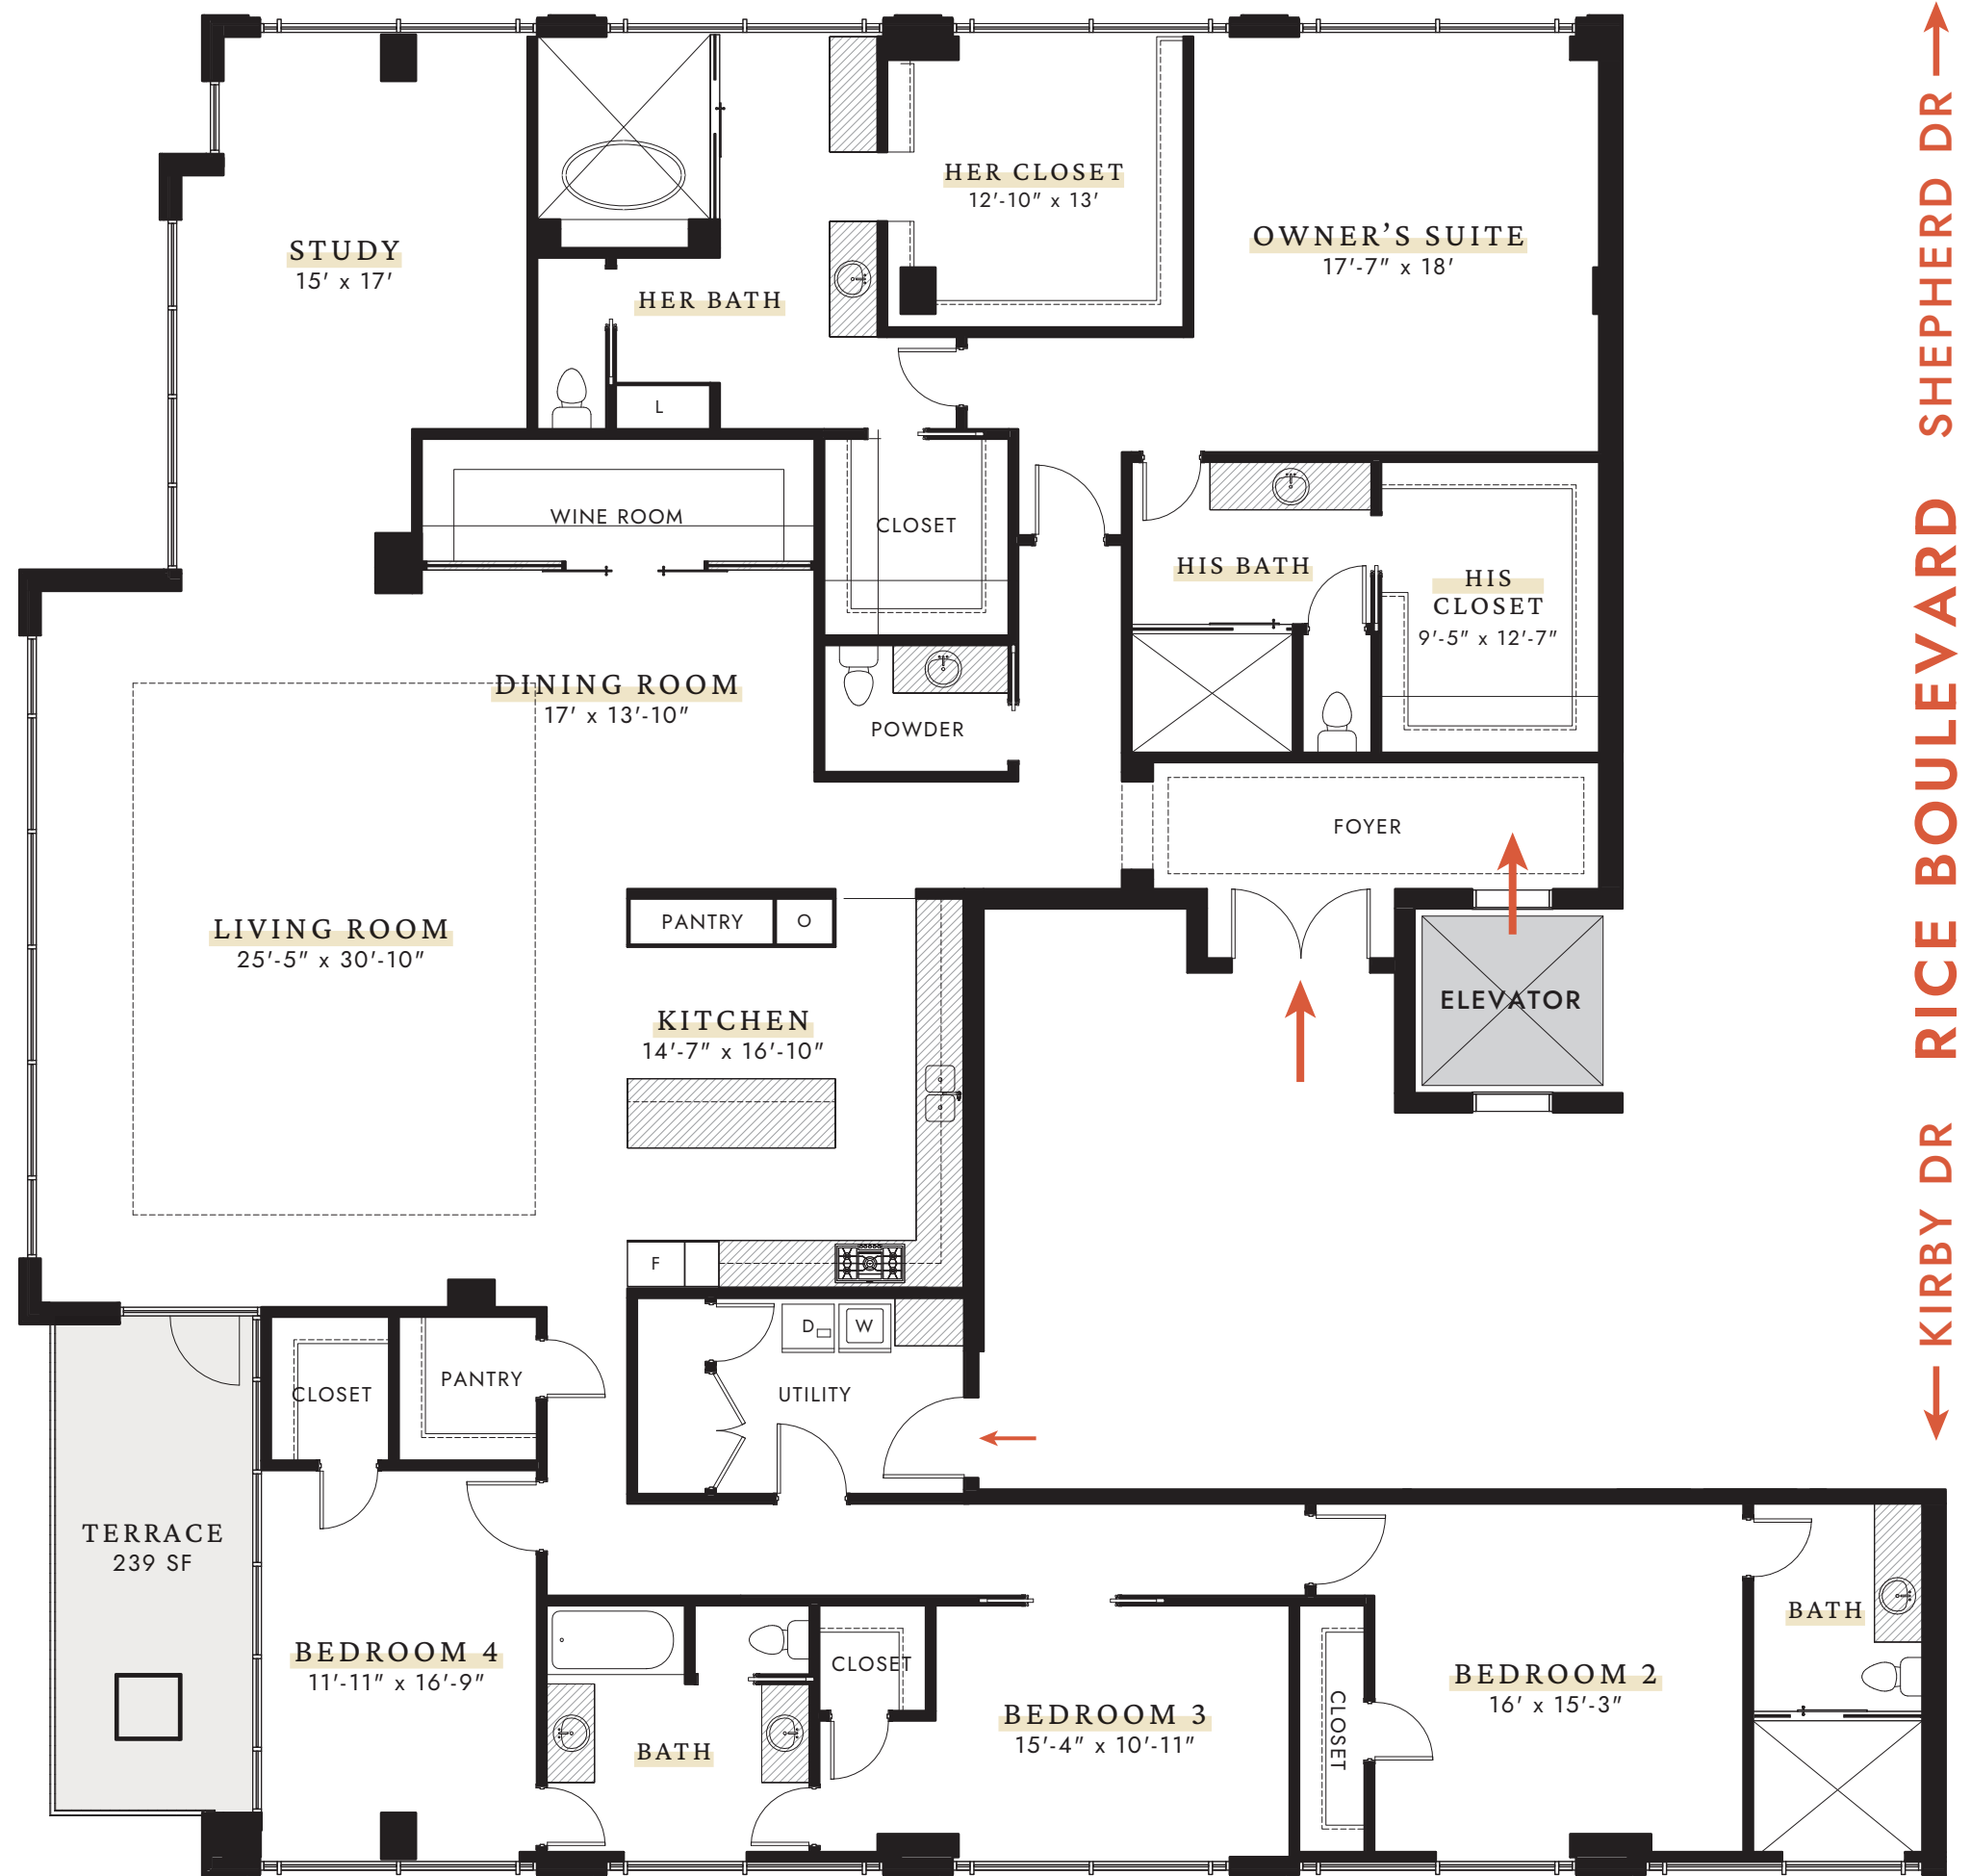 STUDY
15' x 17'
HER BATH
L
HER CLOSET
12'-10" x 13'
OWNER'S SUITE
17'-7" x 18'
WINE ROOM
CLOSET
HIS BATH
HIS
CLOSET
9'-5" x 12'-7"
DINING ROOM
17' x 13'-10"
POWDER
FOYER
LIVING ROOM
25'-5" x 30'-10"
PANTRY
O
KITCHEN
14'-7" x 16'-10"
ELEVATOR
F
D
W
UTILITY
CLOSET
PANTRY
TERRACE
239 SF
BEDROOM 4
11'-11" x 16'-9"
BATH
CLOSET
BEDROOM 3
15'-4" x 10'-11"
CLOSET
BEDROOM 2
16' x 15'-3"
BATH
KIRBY DR
RICE BOULEVARD
SHEPHERD DR